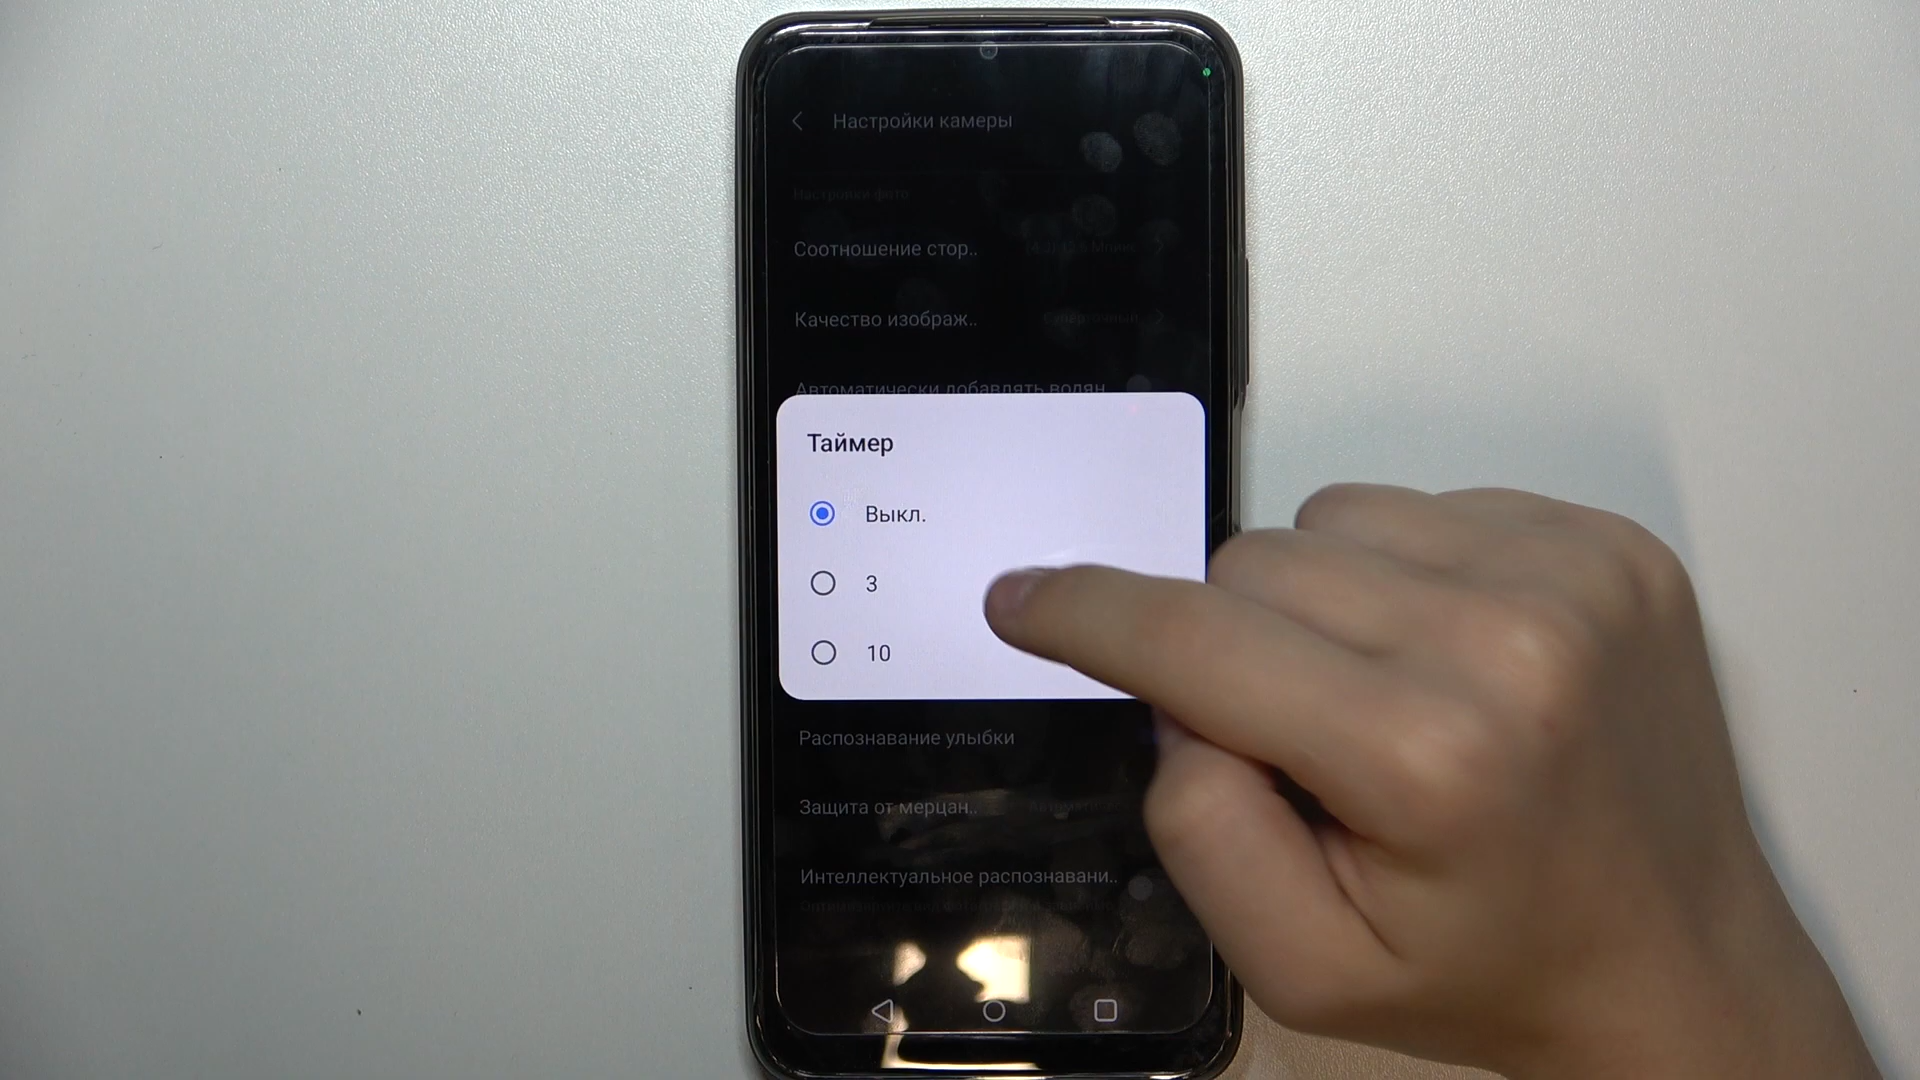 Настройки камеры
Настройки фото
Соотношение стор..
Качество изображ..
Суперточный
Автоматически добавлять водян
Таймер
Выкл.
3
10
Распознавание улыбки
Защита от мерцан..
Интеллектуальное распознавани..